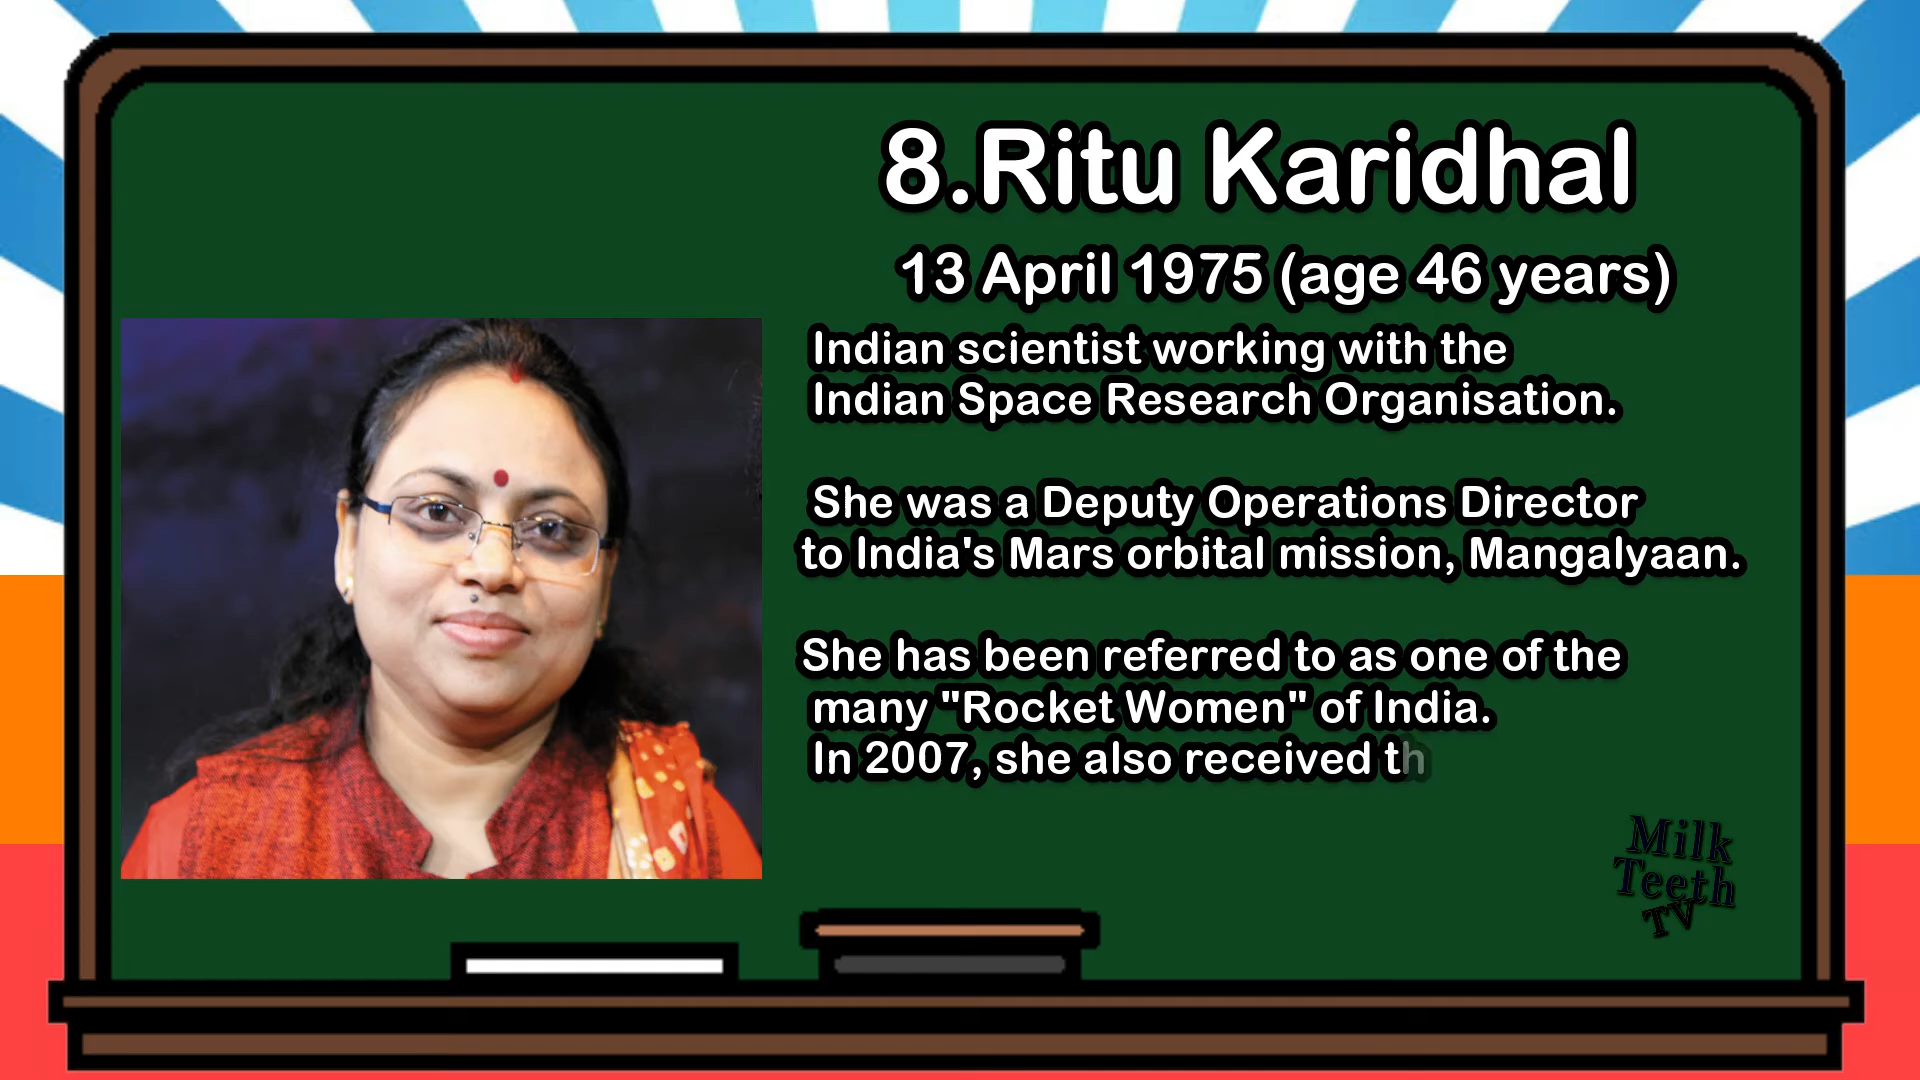 8.Ritu Karidhal
13 April 1975 (age 46 years)
Indian scientist working with the
Indian Space Research Organisation.
She was a Deputy Operations Director
to India's Mars orbital mission, Mangalyaan.
She has been referred to as one of the
many "Rocket Women" of India.
In 2007, she also received th
Milk
Teeth
TV